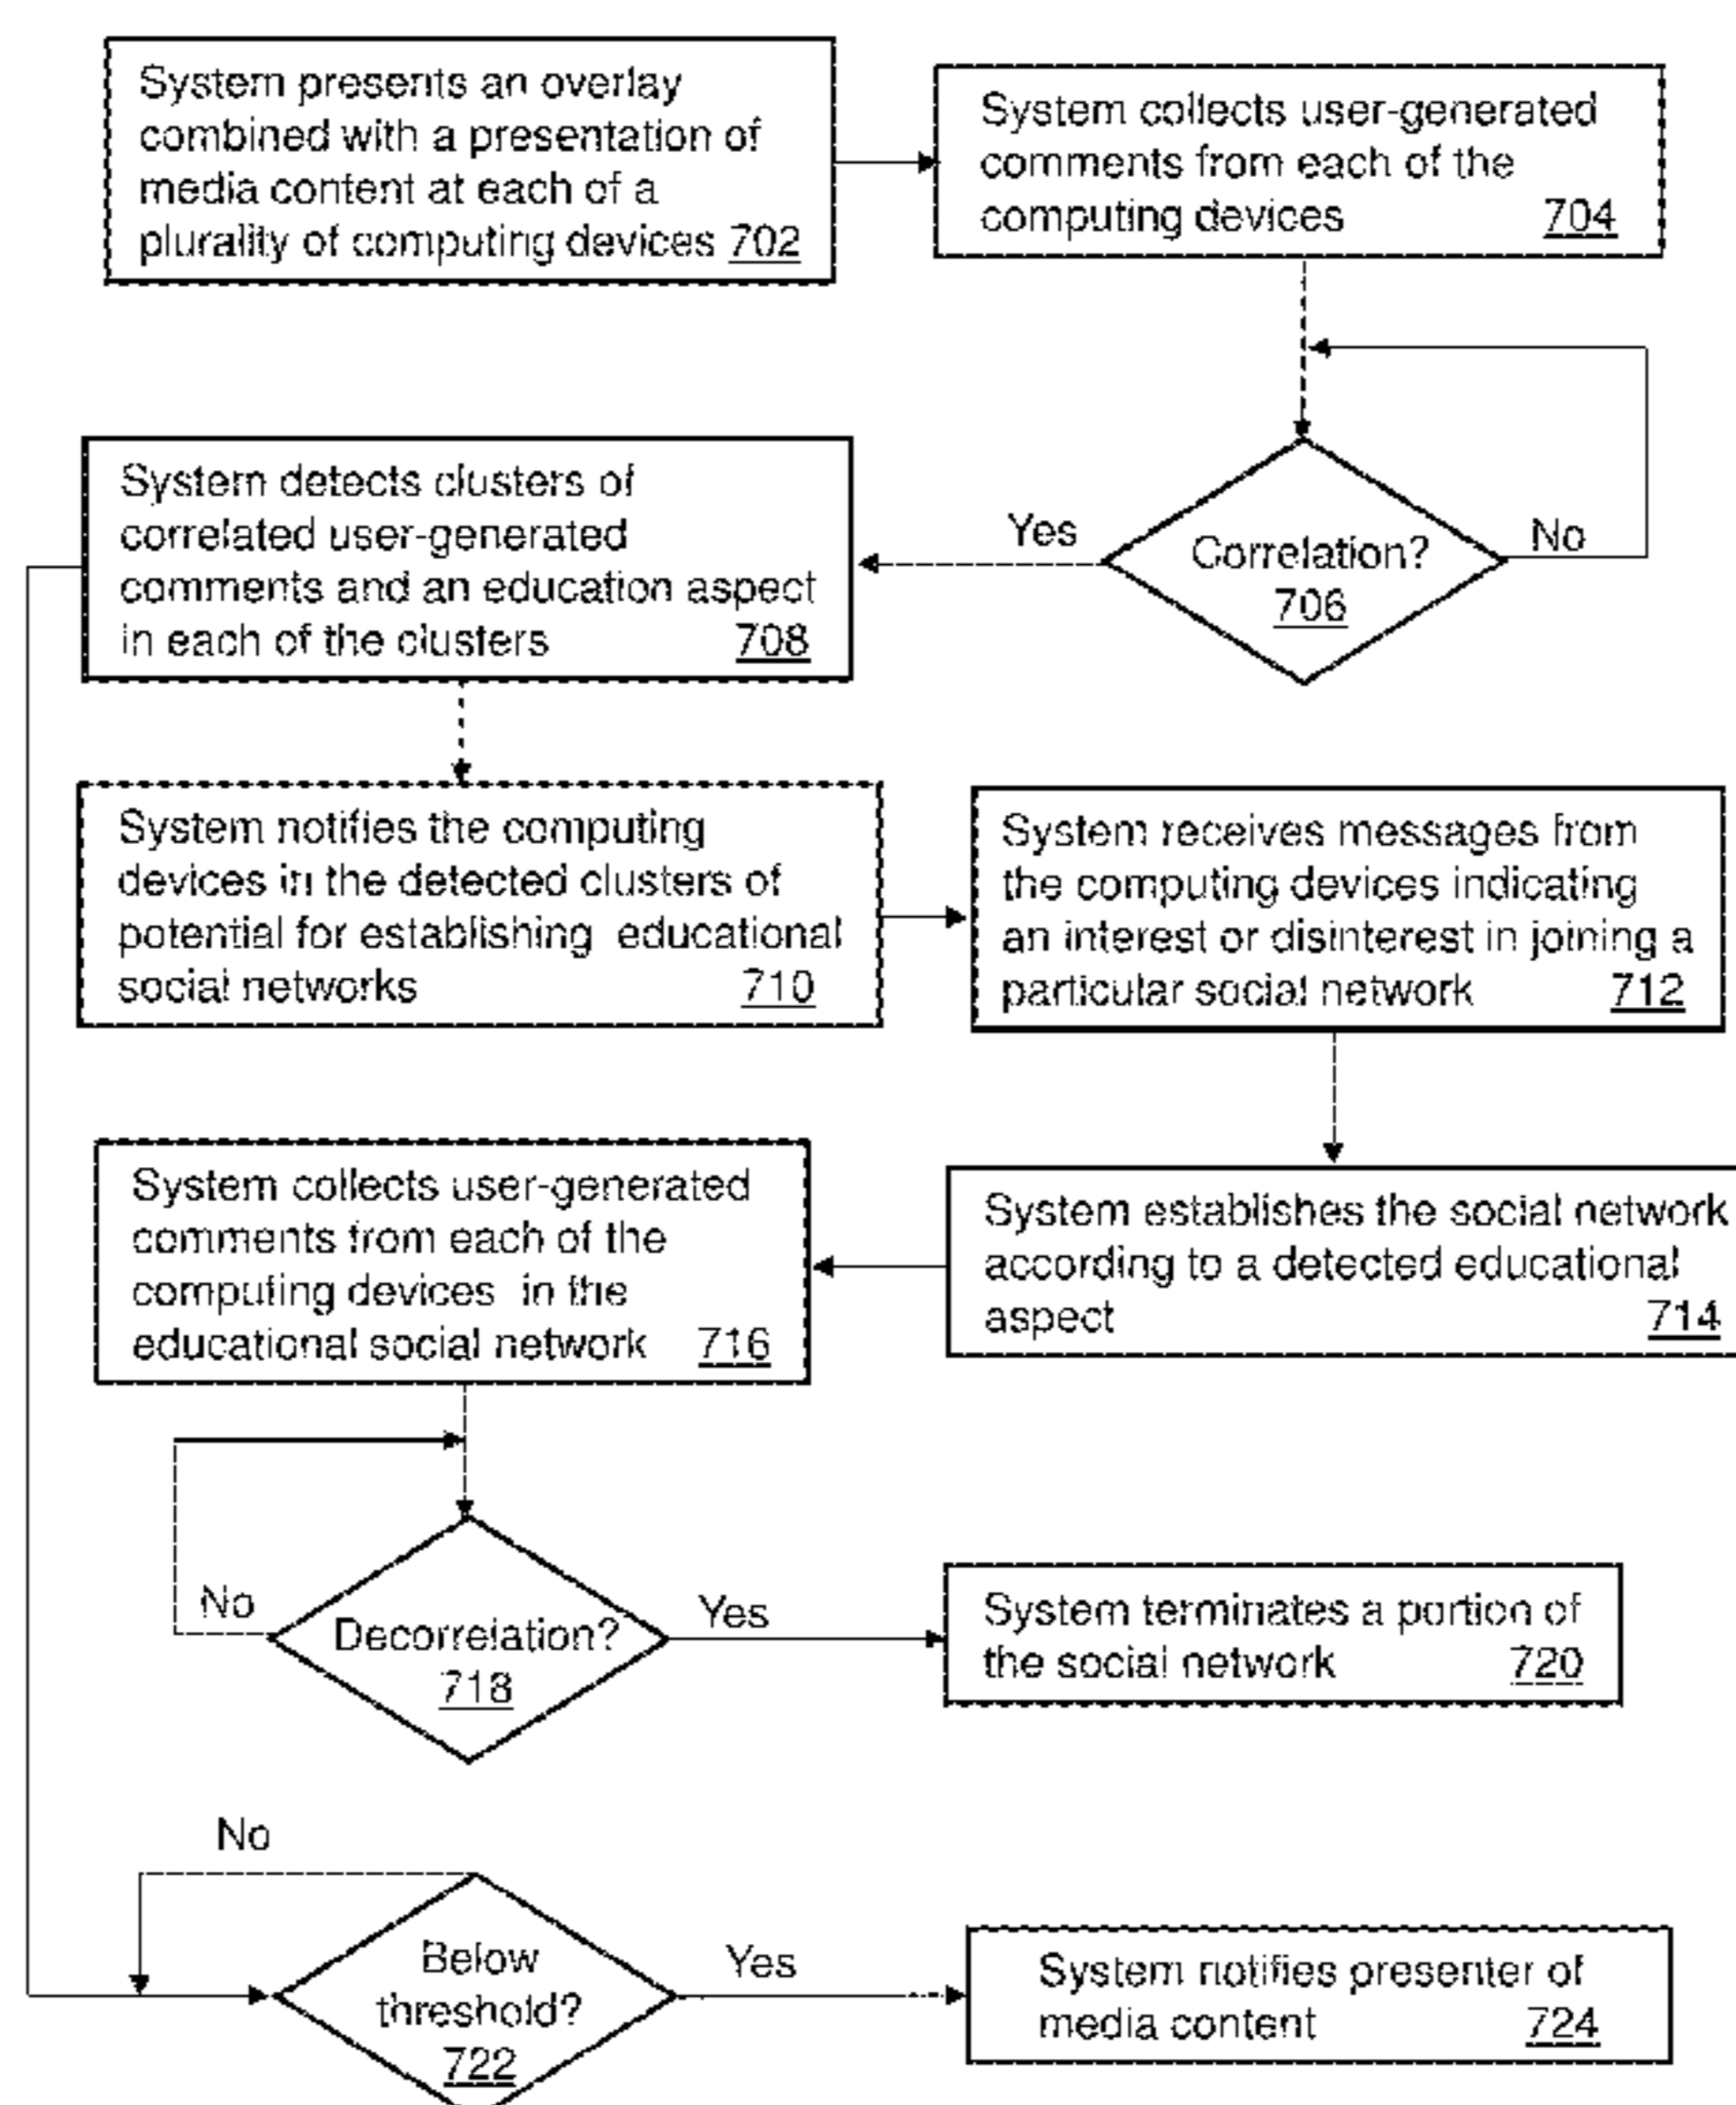 System presents an overlay
combined with a presentation of
media content at each of a
plurality of computing devices 702
System collects user-generated
comments from each of the
computing devices 704
Correlation?
706
Yes
No
System detects clusters of
correlated user-generated
comments and an education aspect
in each of the clusters 708
System notifies the computing
devices in the detected clusters of
potential for establishing educational
social networks 710
System receives messages from
the computing devices indicating
an interest or disinterest in joining a
particular social network 712
System establishes the social network
according to a detected educational
aspect 714
System collects user-generated
comments from each of the
computing devices in the
educational social network 716
Decorrelation?
718
No
Yes
System terminates a portion of
the social network 720
No
Below
threshold?
722
Yes
System notifies presenter of
media content 724